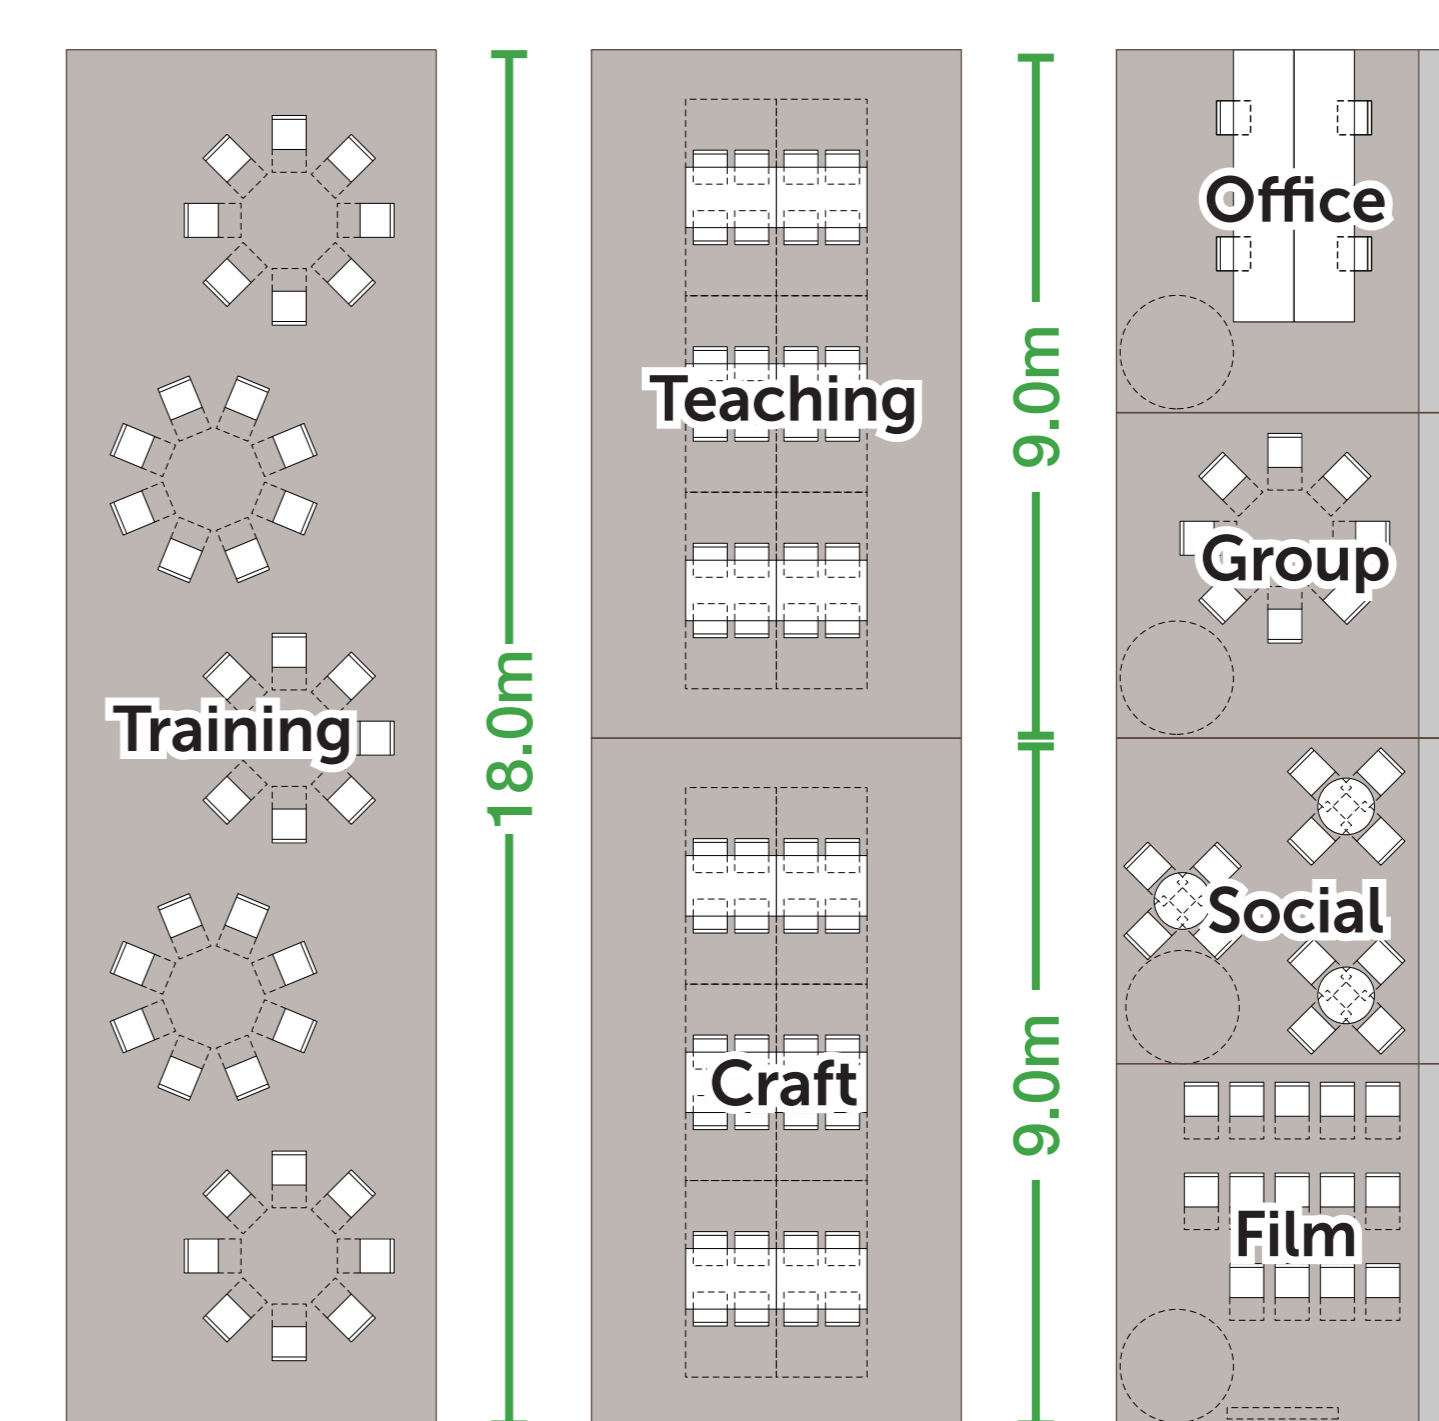 Training
18.0m
Teaching
Craft
9.0m
9.0m
Office
Group
Social
Film